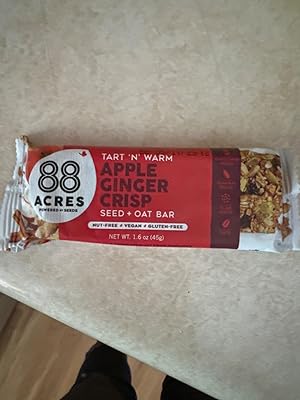 88
ACRES
POWERED BY SEEDS
TART 'N' WARM
APPLE
GINGER
CRISP
SEED + OAT BAR
NUT-FREE VEGAN GLUTEN-FREE
NET WT. 1.6 oz (45g)